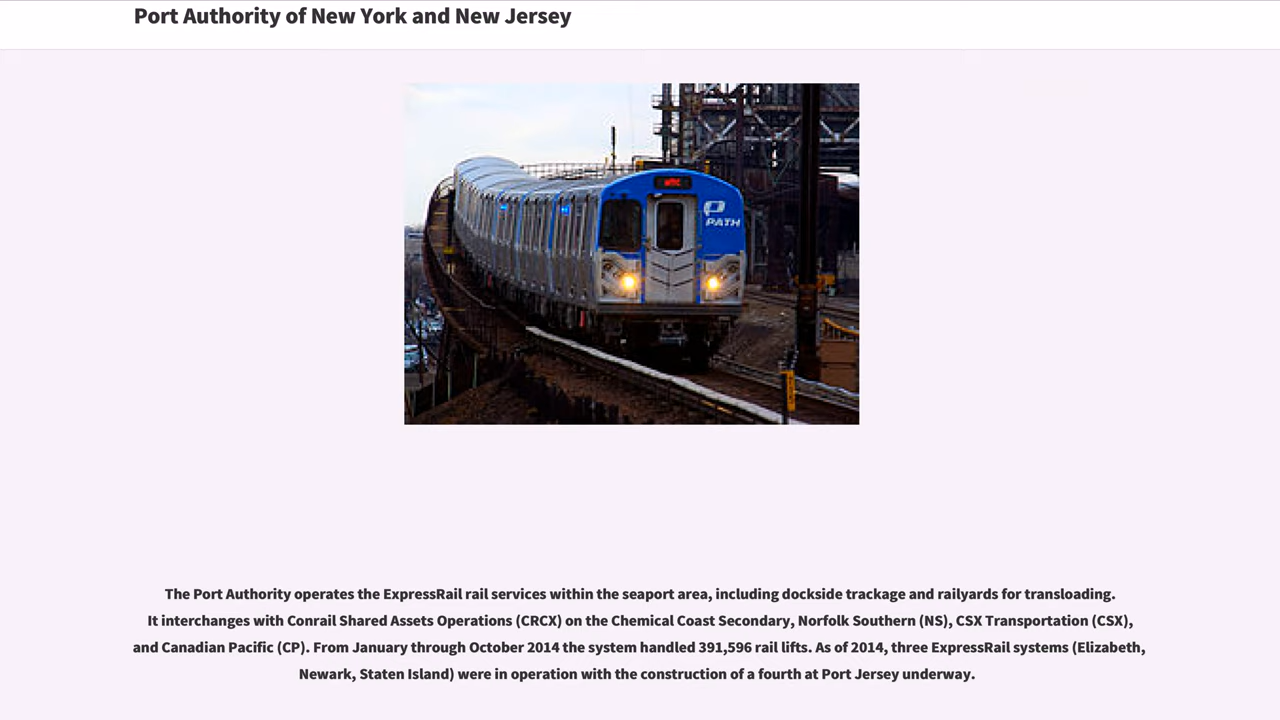 Port Authority of New York and New Jersey
WTC
PATH
The Port Authority operates the ExpressRail rail services within the seaport area, including dockside trackage and railyards for transloading.
It interchanges with Conrail Shared Assets Operations (CRCX) on the Chemical Coast Secondary, Norfolk Southern (NS), CSX Transportation (CSX),
and Canadian Pacific (CP). From January through October 2014 the system handled 391,596 rail lifts. As of 2014, three ExpressRail systems (Elizabeth,
Newark, Staten Island) were in operation with the construction of a fourth at Port Jersey underway.